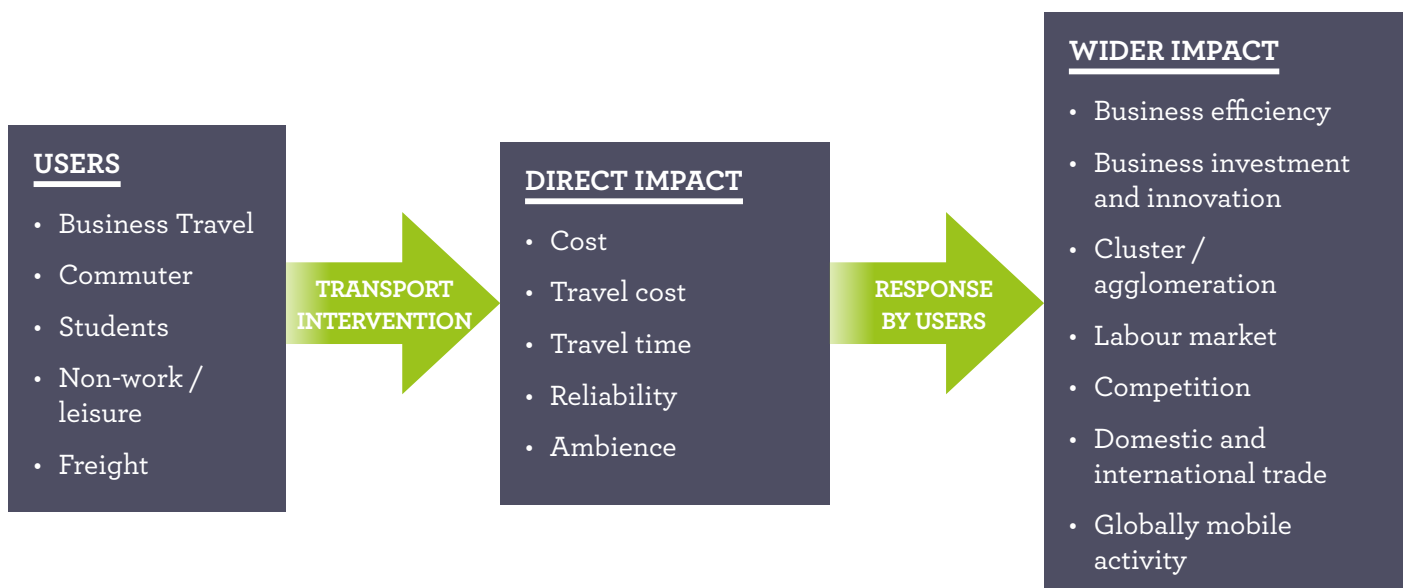 USERS
• Business Travel
• Commuter
• Students
• Non-work /
leisure
• Freight
TRANSPORT
INTERVENTION
DIRECT IMPACT
• Cost
• Travel cost
• Travel time
• Reliability
• Ambience
RESPONSE
BY USERS
WIDER IMPACT
• Business efficiency
• Business investment
and innovation
• Cluster /
agglomeration
• Labour market
• Competition
• Domestic and
international trade
• Globally mobile
activity